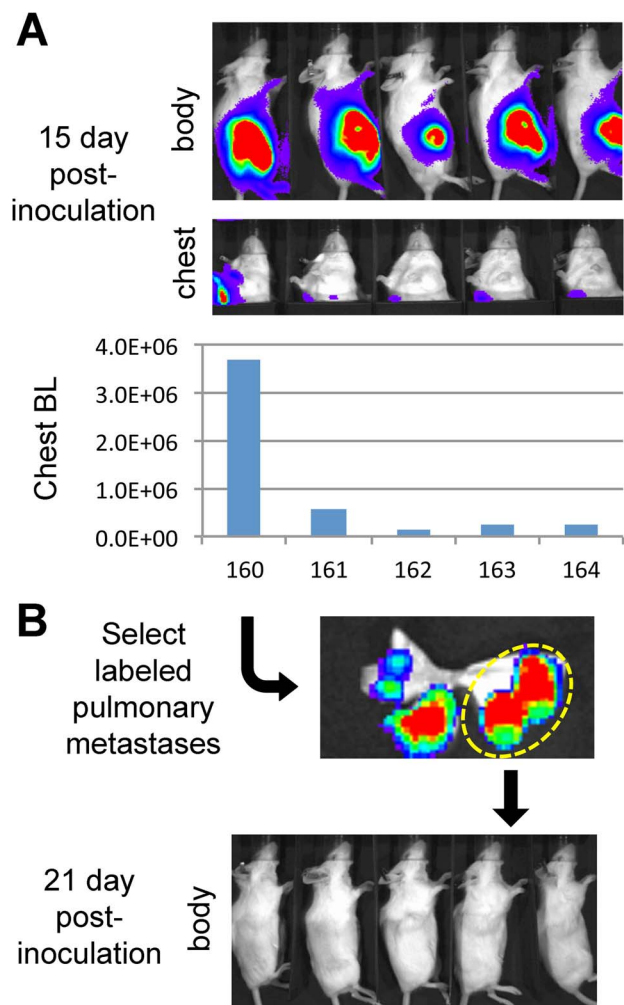 A
15 day
post-
inoculation
body
chest
Chest BL
4.0E+06
3.0E+06
2.0E+06
1.0E+06
0.0E+00
160 161 162 163 164
B
Select
labeled
pulmonary
metastases
21 day
post-
inoculation
body